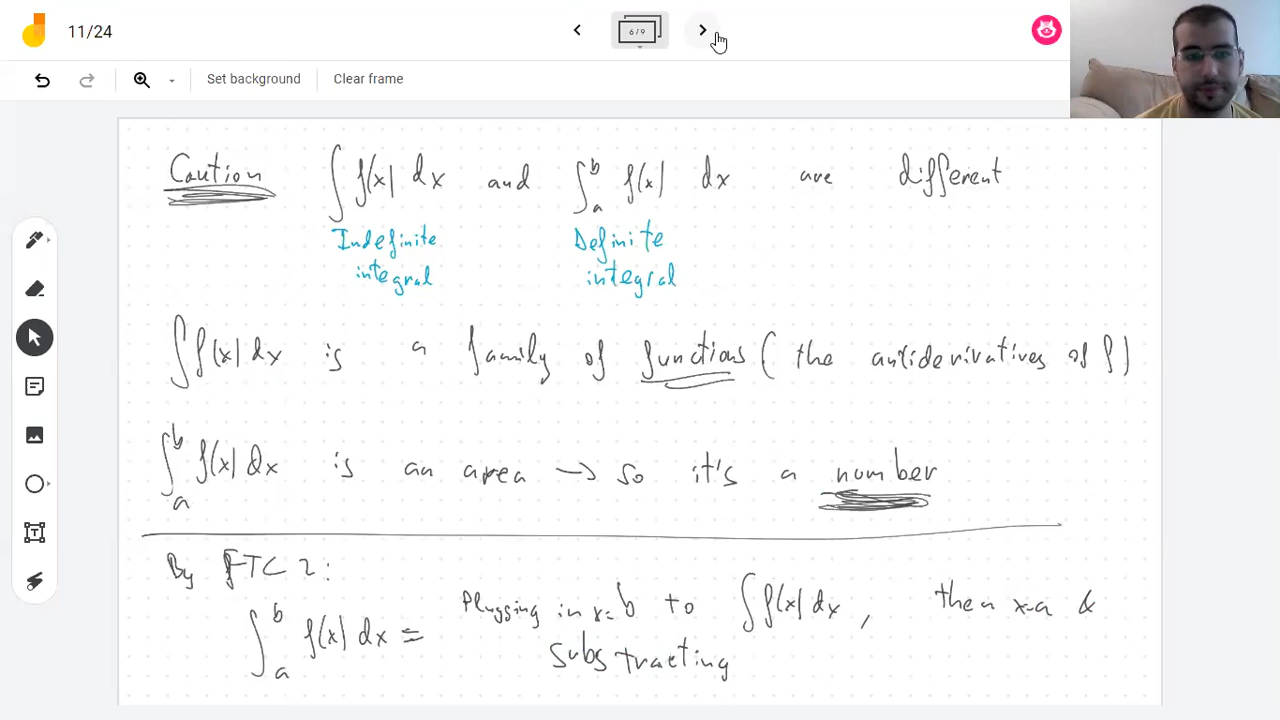 11/24
6/9
Set background
Clear frame
Caution ∫ f(x) dx and ∫_a^b f(x) dx are different
Indefinite integral
Definite integral
∫ f(x) dx is a family of functions (the antiderivatives of f)
∫_a^b f(x) dx is an area → so it's a number
By FTC 2:
∫_a^b f(x) dx = Plugging in x=b to ∫ f(x) dx, then x=a &
substracting